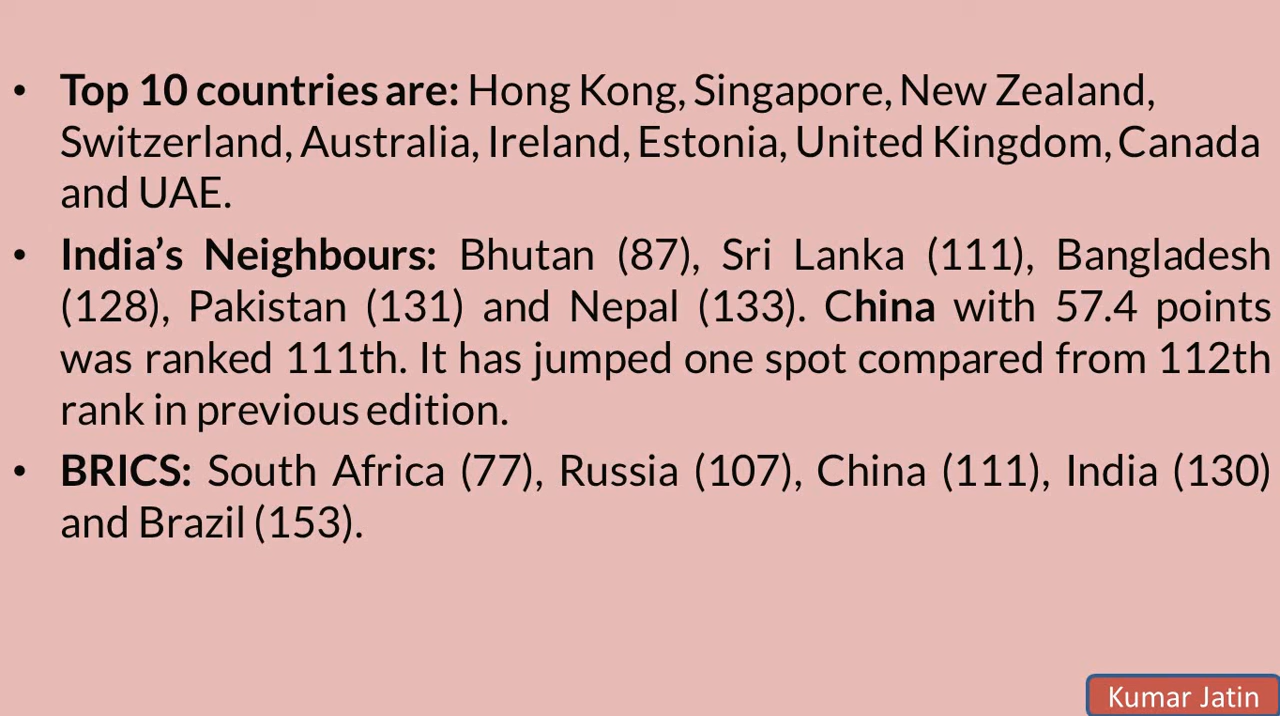 • Top 10 countries are: Hong Kong, Singapore, New Zealand,
Switzerland, Australia, Ireland, Estonia, United Kingdom, Canada
and UAE.
• India’s Neighbours: Bhutan (87), Sri Lanka (111), Bangladesh
(128), Pakistan (131) and Nepal (133). China with 57.4 points
was ranked 111th. It has jumped one spot compared from 112th
rank in previous edition.
• BRICS: South Africa (77), Russia (107), China (111), India (130)
and Brazil (153).
Kumar Jatin